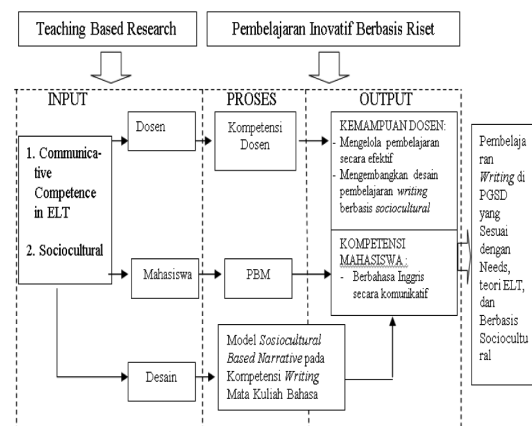 Teaching Based Research
Pembelajaran Inovatif Berbasis Riset
INPUT
PROSES
OUTPUT
1. Communica-
tive
Competence
in ELT
2. Sociocultural
Dosen
Kompetensi
Dosen
KEMAMPUAN DOSEN:
- Mengelola pembelajaran
secara efektif
- Mengembangkan desain
pembelajaran writing
berbasis sociocultural
Mahasiswa
PBM
KOMPETENSI
MAHASISWA :
- Berbahasa Inggris
secara komunikatif
Desain
Model Sosiocultural
Based Narrative pada
Kompetensi Writing
Mata Kuliah Bahasa
Pembelaja
ran
Writing di
PGSD
yang
Sesuai
dengan
Needs,
teori ELT,
dan
Berbasis
Sociocultu
ral